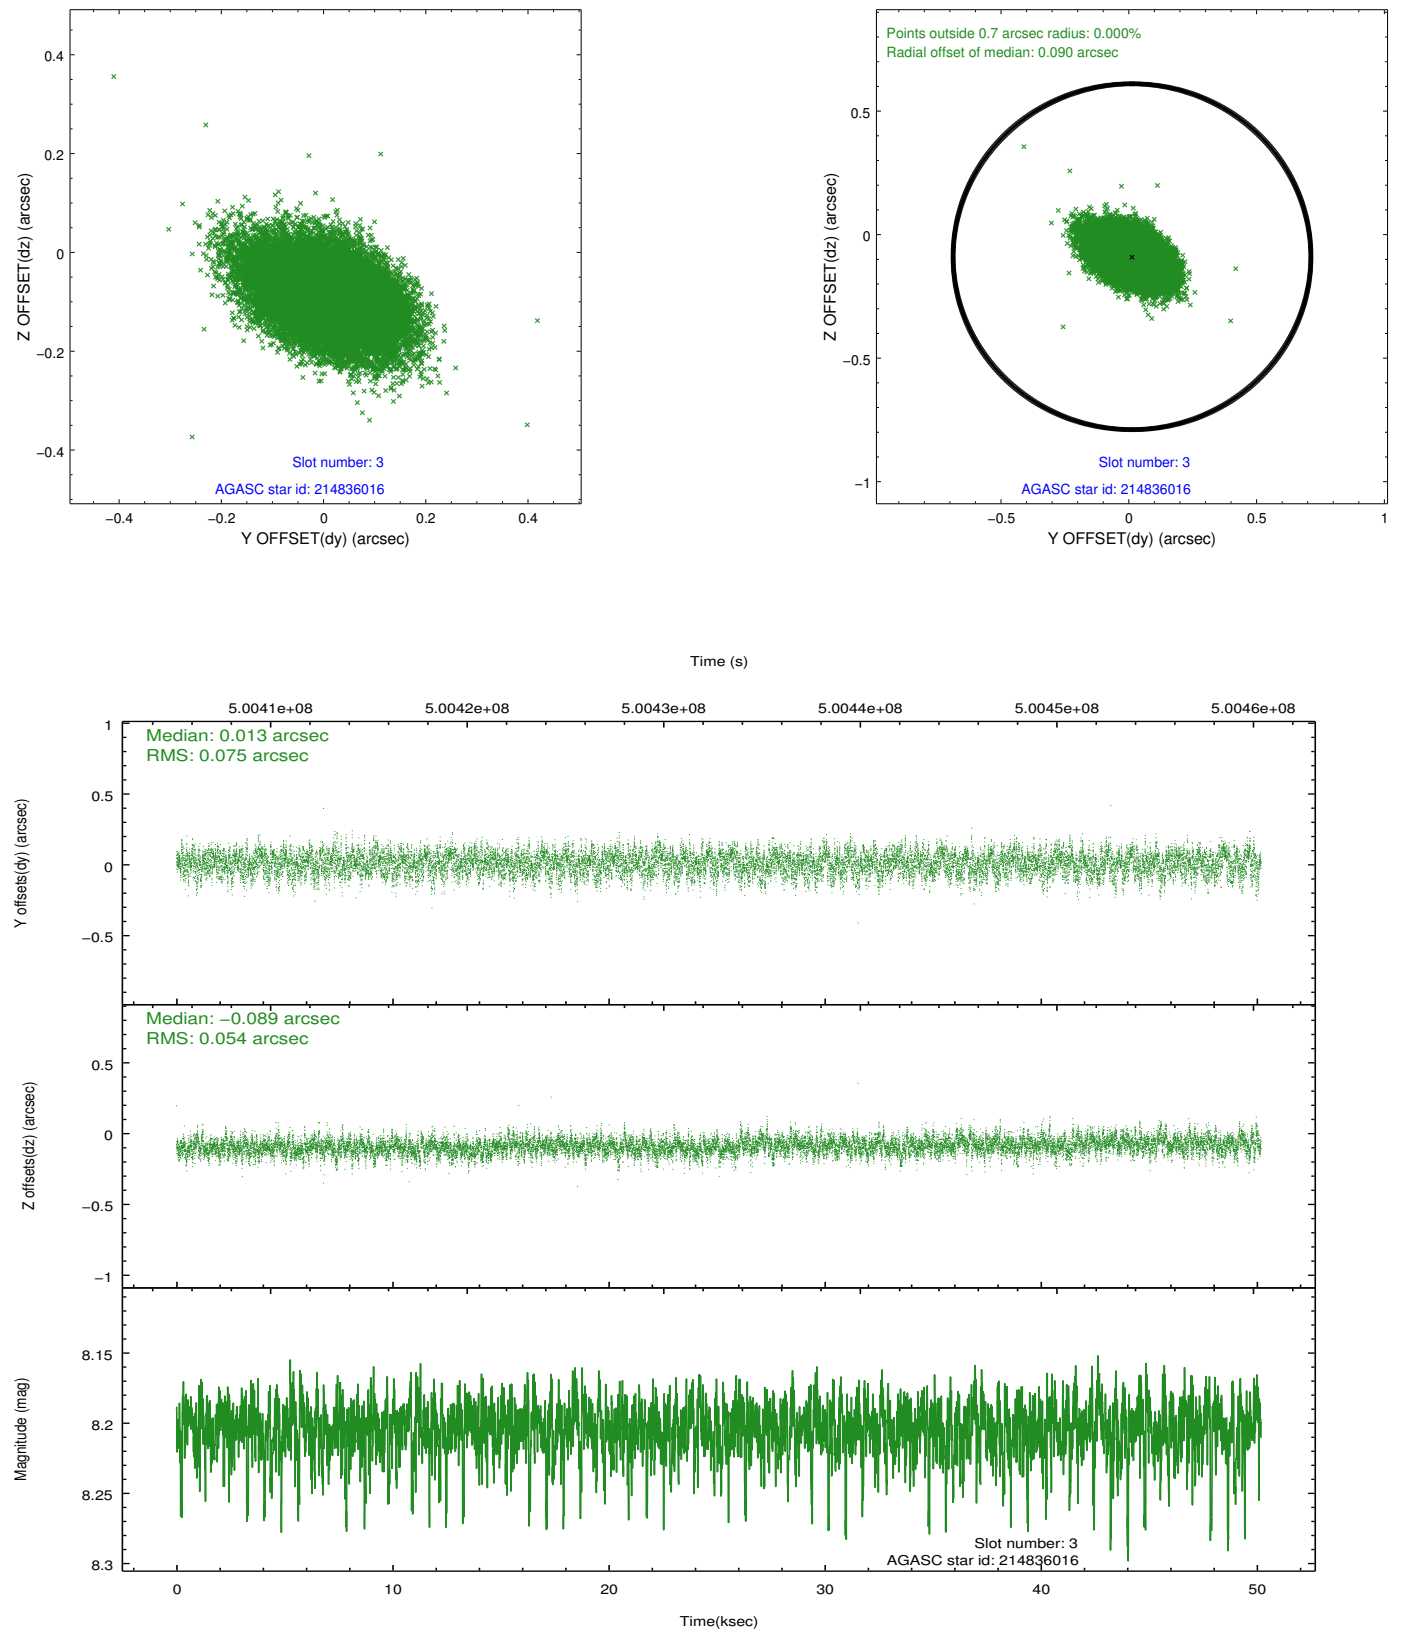 0.4
0.2
0
−0.2
−0.4
Z OFFSET(dz) (arcsec)
Slot number: 3
AGASC star id: 214836016
−0.4 −0.2 0 0.2 0.4
Y OFFSET(dy) (arcsec)
Points outside 0.7 arcsec radius: 0.000%
Radial offset of median: 0.090 arcsec
0.5
0
−0.5
−1
Z OFFSET(dz) (arcsec)
Slot number: 3
AGASC star id: 214836016
−0.5 0 0.5 1
Y OFFSET(dy) (arcsec)
Time (s)
5.0041e+08 5.0042e+08 5.0043e+08 5.0044e+08 5.0045e+08 5.0046e+08
Median: 0.013 arcsec
RMS: 0.075 arcsec
1
0.5
0
−0.5
Y offsets(dy) (arcsec)
Median: −0.089 arcsec
RMS: 0.054 arcsec
0.5
0
−0.5
−1
Z offsets(dz) (arcsec)
8.15
8.2
8.25
8.3
Magnitude (mag)
Slot number: 3
AGASC star id: 214836016
0 10 20 30 40 50
Time(ksec)